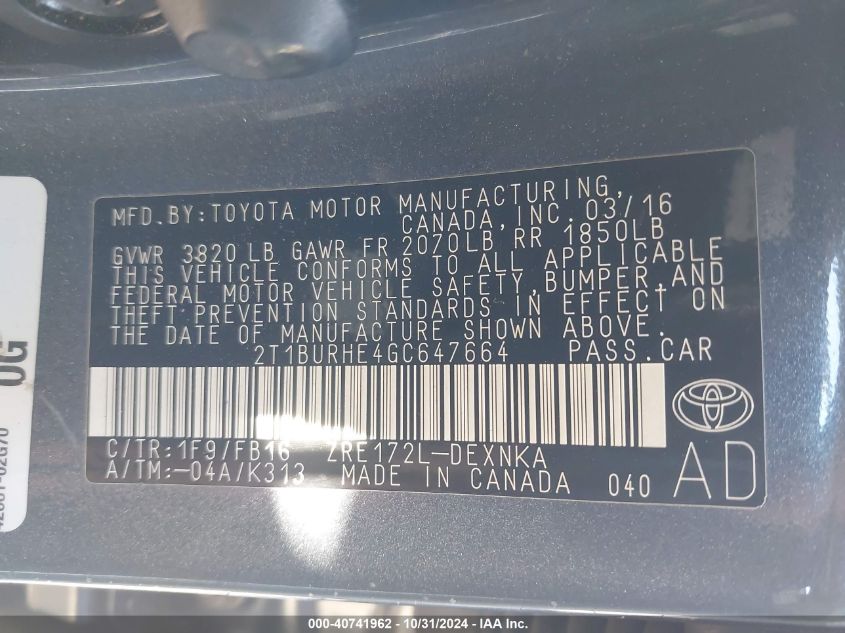 MFD.BY:TOYOTA MOTOR MANUFACTURING,
CANADA, INC. 03/16
GVWR 3820 LB GAWR FR 2070LB RR 1850LB
THIS VEHICLE CONFORMS TO ALL APPLICABLE
FEDERAL MOTOR VEHICLE SAFETY,BUMPER,AND
THEFT PREVENTION STANDARDS IN EFFECT ON
THE DATE OF MANUFACTURE SHOWN ABOVE.
2T1BURHE4GC647664 PASS.CAR
C/TR:1F9/FB16 ZRE172L-DEXNKA
A/TM:-04A/K313 MADE IN CANADA 040 AD
0G
000-40741962 - 10/31/2024 - IAA Inc.